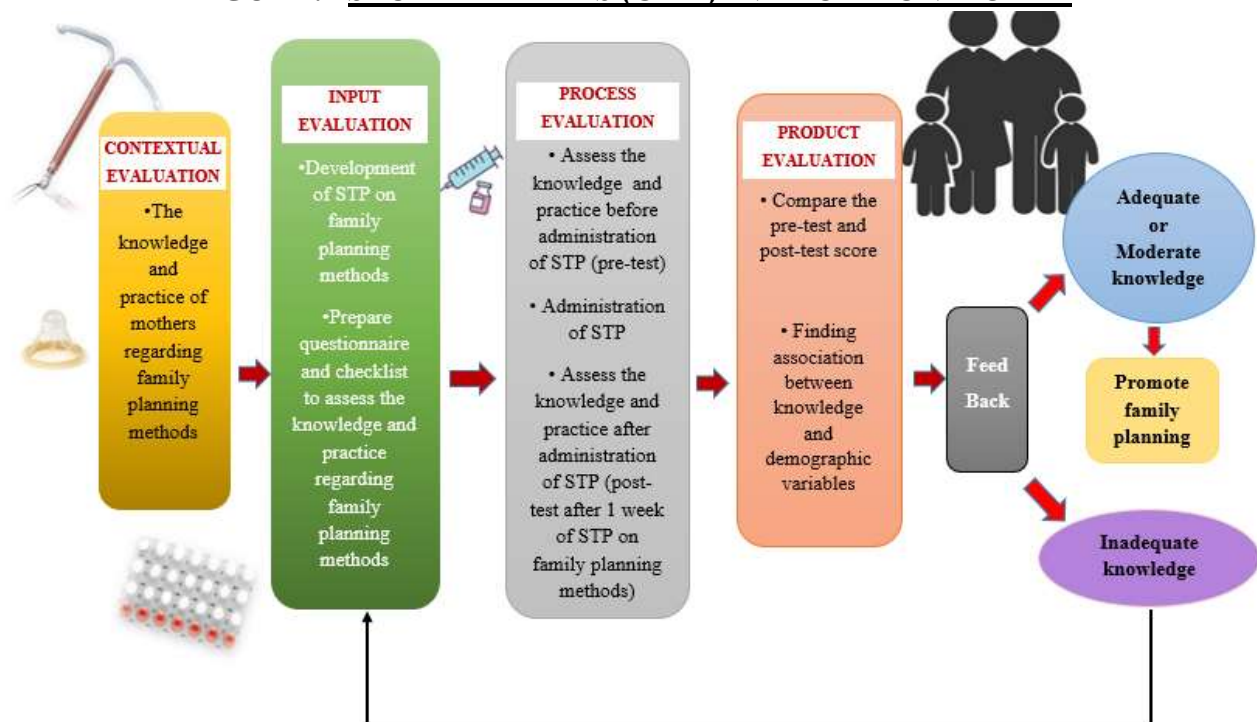 CONTEXTUAL
EVALUATION
•The
knowledge
and
practice of
mothers
regarding
family
planning
methods
INPUT
EVALUATION
•Development
of STP on
family
planning
methods
•Prepare
questionnaire
and checklist
to assess the
knowledge and
practice
regarding
family
planning
methods
PROCESS
EVALUATION
• Assess the
knowledge and
practice before
administration
of STP (pre-test)
• Administration
of STP
• Assess the
knowledge and
practice after
administration
of STP (post-
test after 1 week
of STP on
family planning
methods)
PRODUCT
EVALUATION
• Compare the
pre-test and
post-test score
• Finding
association
between
knowledge
and
demographic
variables
Feed
Back
Adequate
or
Moderate
knowledge
Promote
family
planning
Inadequate
knowledge